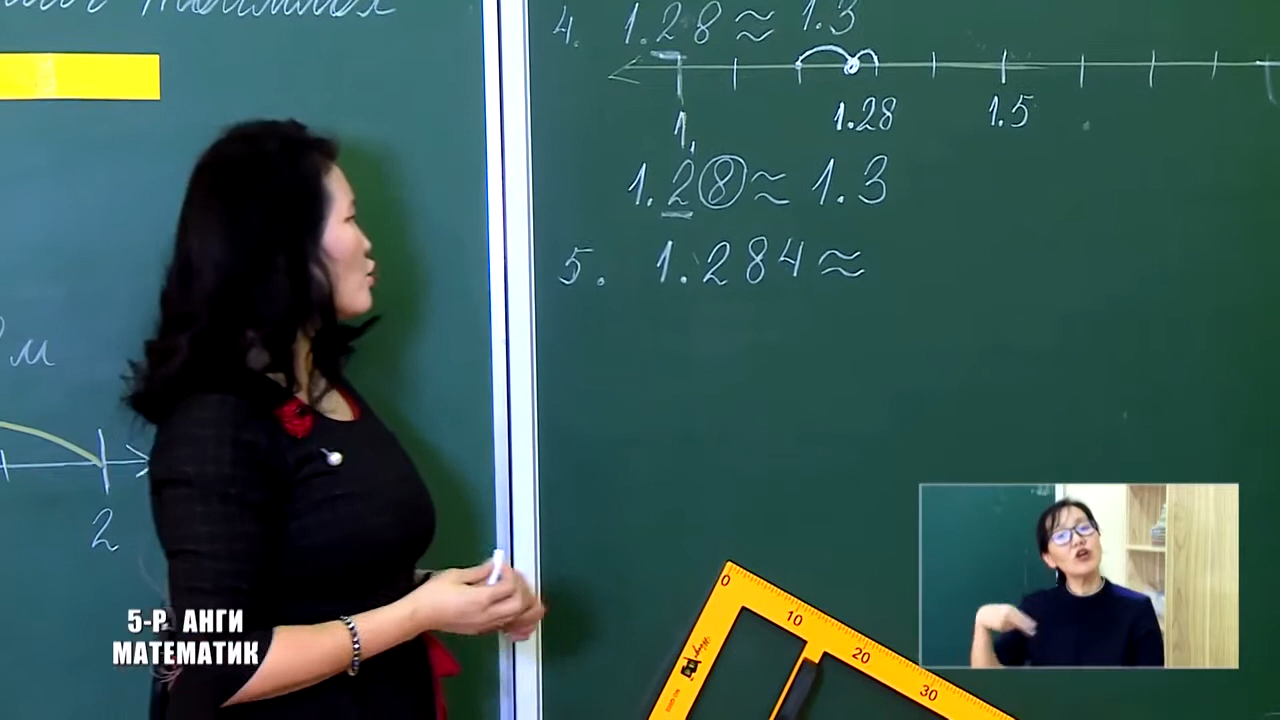 4. 1.28 ≈ 1.3
1. 1.28 1.5
1.28 ≈ 1.3
5. 1.284 ≈
м
2
5-Р АНГИ
МАТЕМАТИК
0 10 20 30